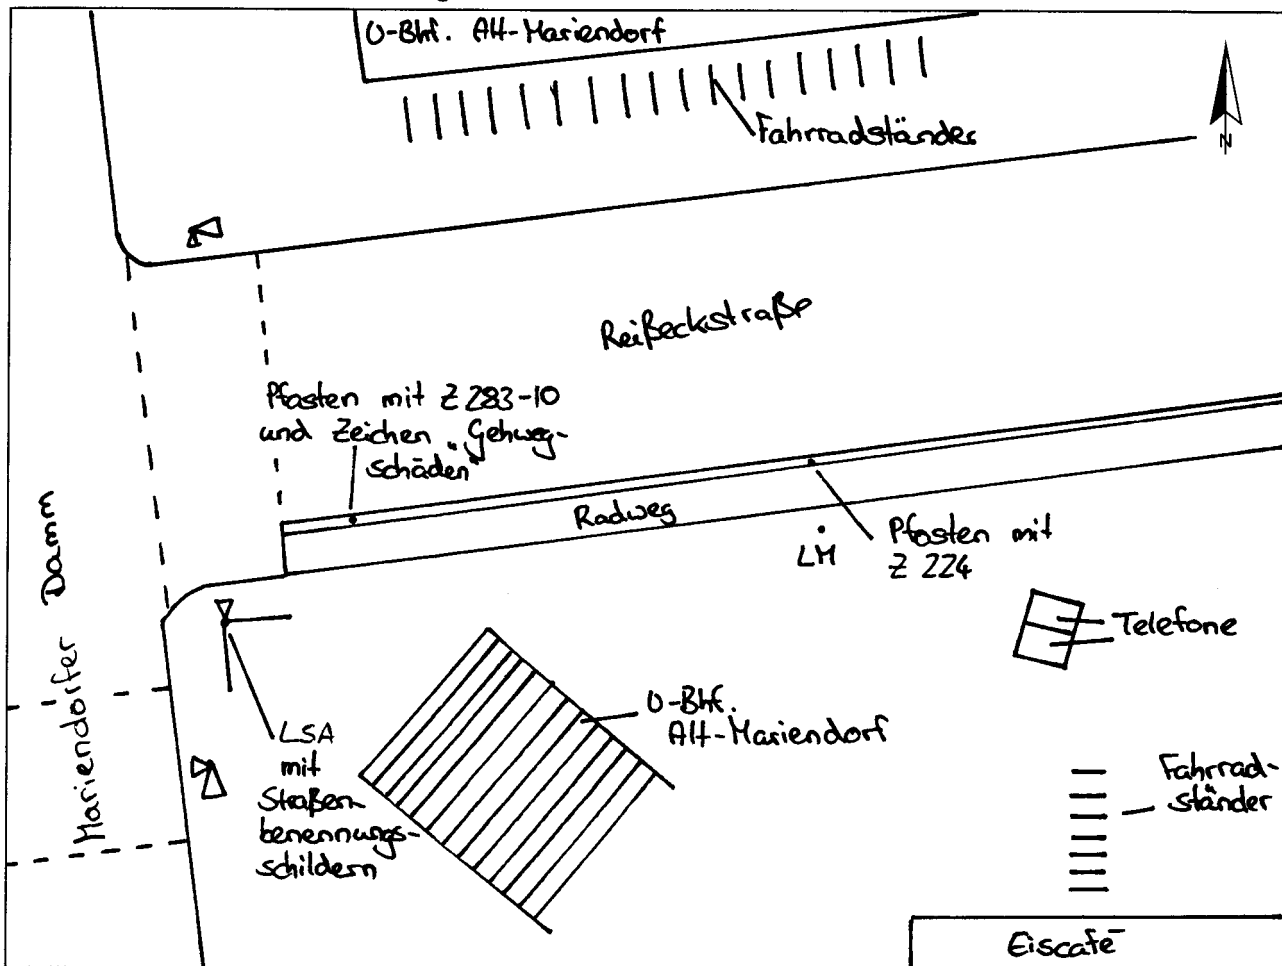 U-Bhf. Alt-Mariendorf
Fahrradständer
N
Reißeckstraße
Pfosten mit Z 283-10
und Zeichen "Gehweg-
schäden"
Radweg
LM
Pfosten mit
Z 224
Mariendorfer Damm
Telefone
LSA
mit
Straßen-
benennungs-
schildern
U-Bhf.
Alt-Mariendorf
Fahrrad-
ständer
Eiscafé